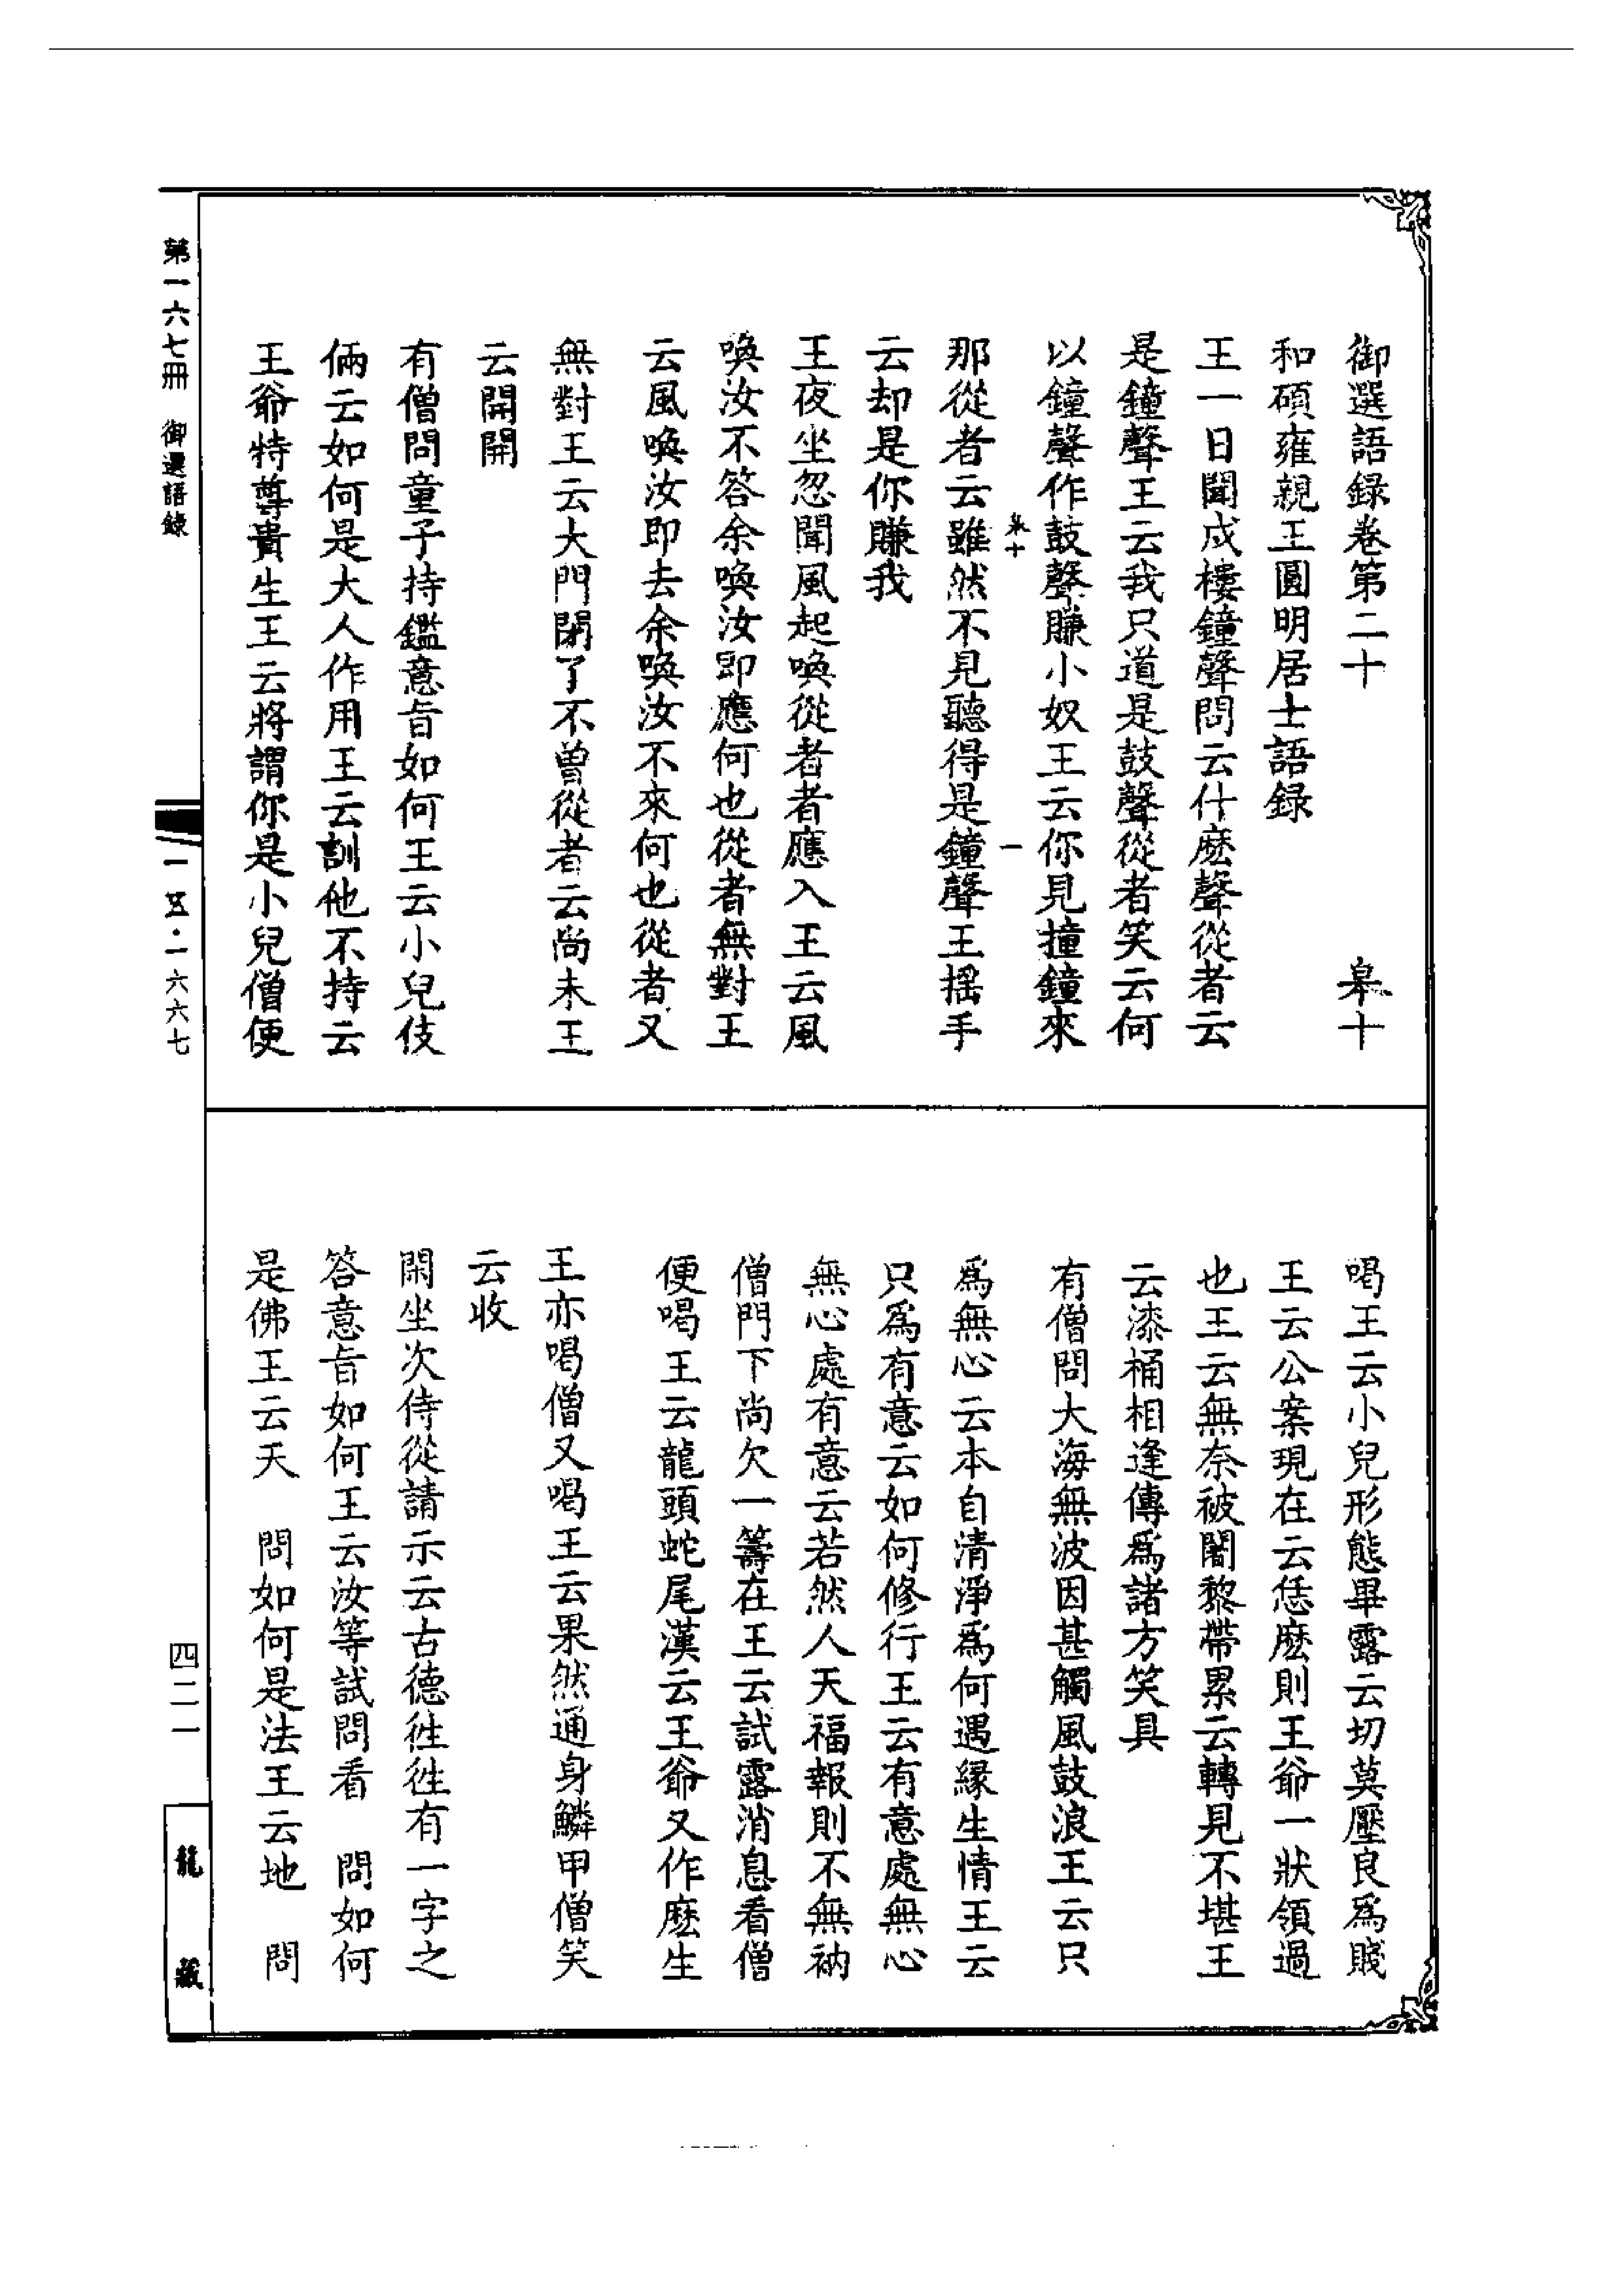 御選語録卷第二十　皋十
和碩雍親王圓明居士語録
王一日聞戍樓鐘聲問云什麽聲從者云
是鐘聲王云我只道是鼓聲從者笑云何
以鐘聲作鼓聲賺小奴王云你見撞鐘來
皋十　一
那從者云雖然不見聽得是鐘聲王摇手
云却是你賺我
王夜坐忽聞風起喚從者者應入王云風
喚汝不答余喚汝即應何也從者無對王
云風喚汝即去余喚汝不來何也從者又
無對王云大門閉了不曾從者云尚未王
云開開
有僧問童子持鑑意旨如何王云小兒伎
倆云如何是大人作用王云訓他不持云
王爺特尊貴生王云將謂你是小兒僧便
喝王云小兒形態畢露云切莫壓良爲賤
王云公案現在云恁麽則王爺一狀領過
也王云無奈被闍黎帶累云轉見不堪王
云漆桶相逢傳爲諸方笑具
有僧問大海無波因甚觸風鼓浪王云只
爲無心云本自清淨爲何遇緣生情王云
只爲有意云如何修行王云有意處無心
無心處有意云若然人天福報則不無衲
僧門下尚欠一籌在王云試露消息看僧
便喝王云龍頭蛇尾漢云王爺又作麽生
王亦喝僧又喝王云果然通身鱗甲僧笑
云收
閑坐次侍從請示云古德徃徃有一字之
答意旨如何王云汝等試問看　問如何
是佛王云天　問如何是法王云地　問
第一六七冊　御選語錄
一五·一六六七
四二一
龍藏